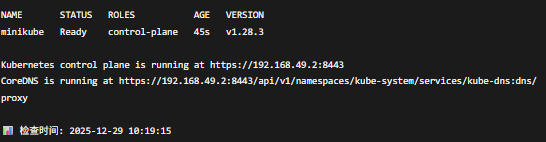 NAME STATUS ROLES AGE VERSION
minikube Ready control-plane 45s v1.28.3
Kubernetes control plane is running at https://192.168.49.2:8443
CoreDNS is running at https://192.168.49.2:8443/api/v1/namespaces/kube-system/services/kube-dns:dns/
proxy
📊 检查时间: 2025-12-29 10:19:15